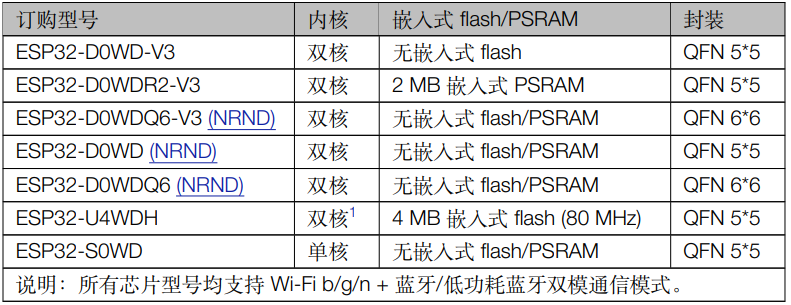 订购型号 内核 嵌入式 flash/PSRAM 封装
ESP32-D0WD-V3 双核 无嵌入式 flash QFN 5*5
ESP32-D0WDR2-V3 双核 2 MB 嵌入式 PSRAM QFN 5*5
ESP32-D0WDQ6-V3 (NRND) 双核 无嵌入式 flash/PSRAM QFN 6*6
ESP32-D0WD (NRND) 双核 无嵌入式 flash/PSRAM QFN 5*5
ESP32-D0WDQ6 (NRND) 双核 无嵌入式 flash/PSRAM QFN 6*6
ESP32-U4WDH 双核¹ 4 MB 嵌入式 flash (80 MHz) QFN 5*5
ESP32-S0WD 单核 无嵌入式 flash/PSRAM QFN 5*5
说明：所有芯片型号均支持 Wi-Fi b/g/n + 蓝牙/低功耗蓝牙双模通信模式。